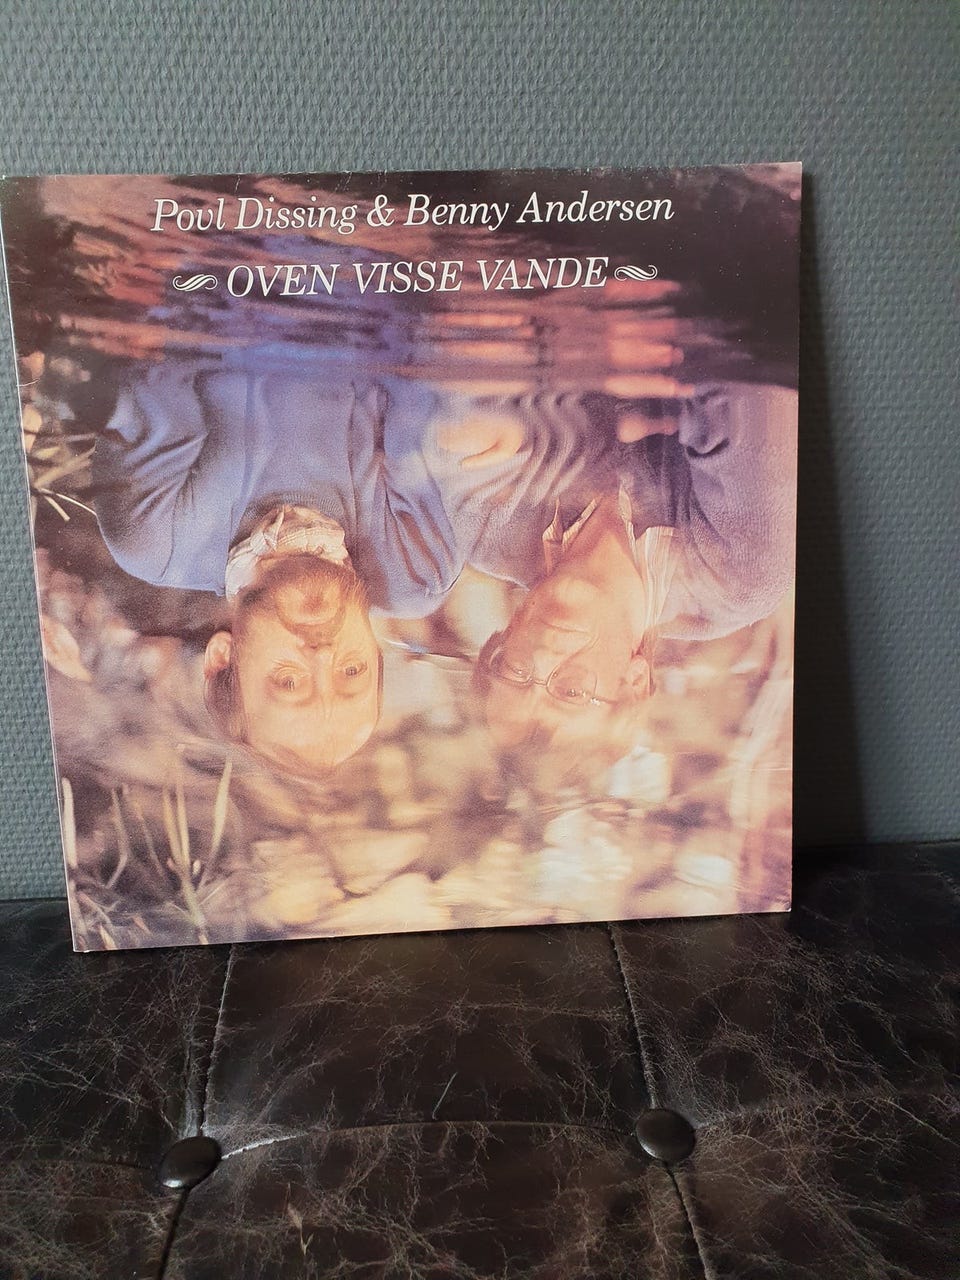 Povl Dissing & Benny Andersen
OVEN VISSE VANDE